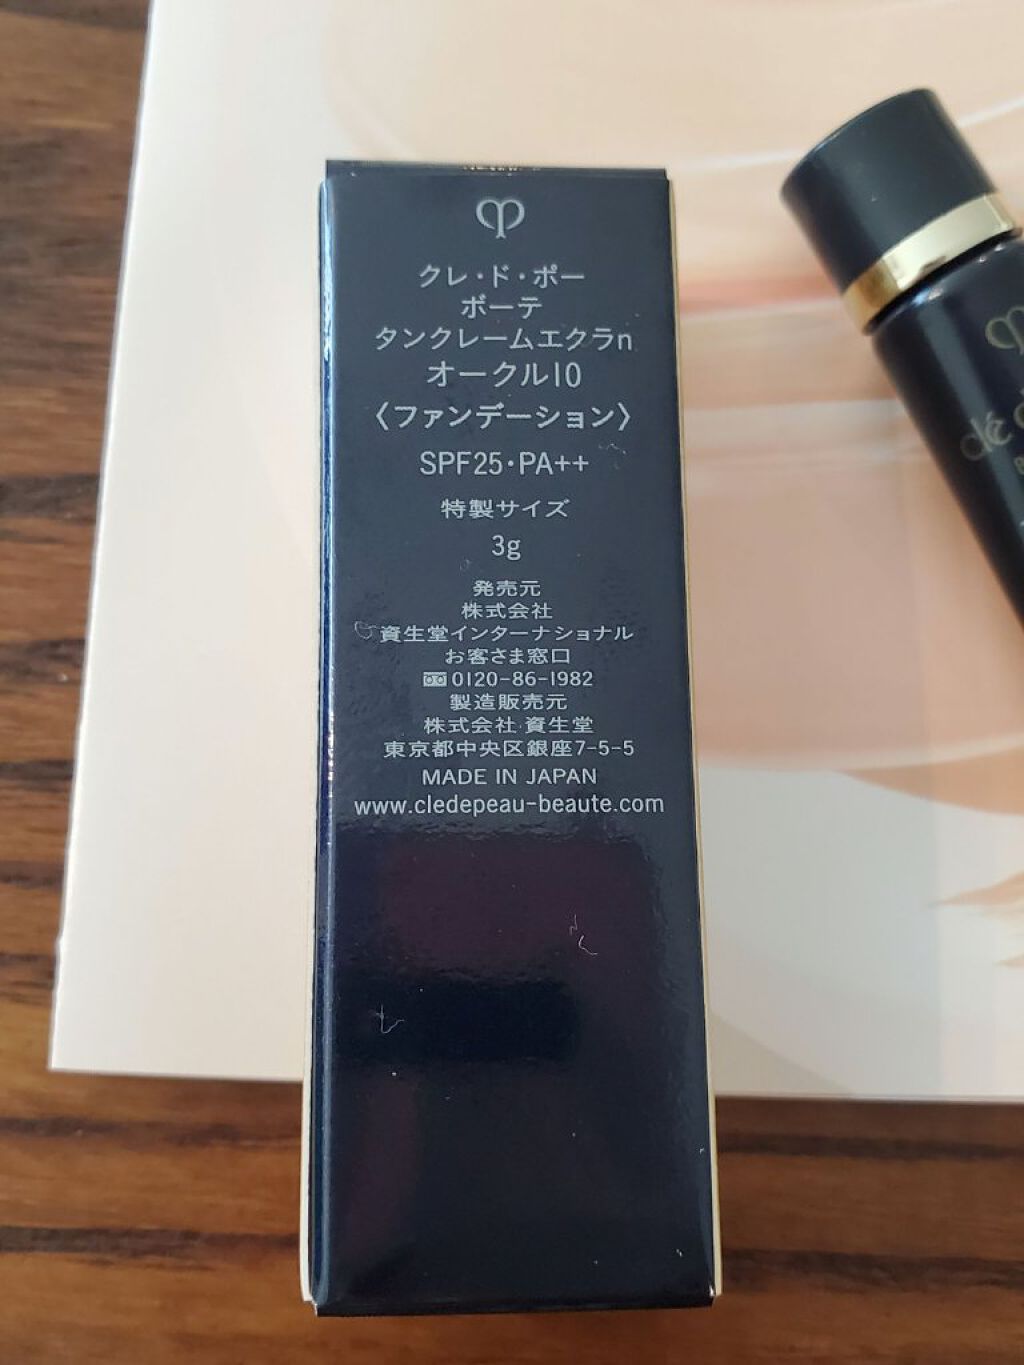 クレ・ド・ポー
ボーテ
タンクレームエクラn
オークル10
〈ファンデーション〉
SPF25・PA++
特製サイズ
3g
発売元
株式会社
資生堂インターナショナル
お客さま窓口
0120-86-1982
製造販売元
株式会社 資生堂
東京都中央区銀座7-5-5
MADE IN JAPAN
www.cledepeau-beaute.com
clé